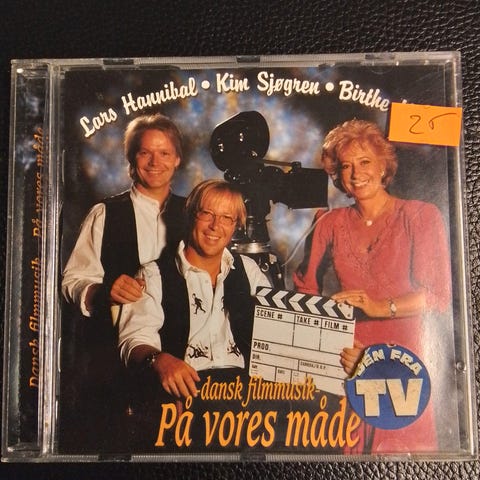 Lars Hannibal • Kim Sjøgren • Birthe
25
Dansk filmmusik På vores måde
SCENE # TAKE # FILM #
PROD.
DIR.
-dansk filmmusik-
På vores måde
FRA
TV